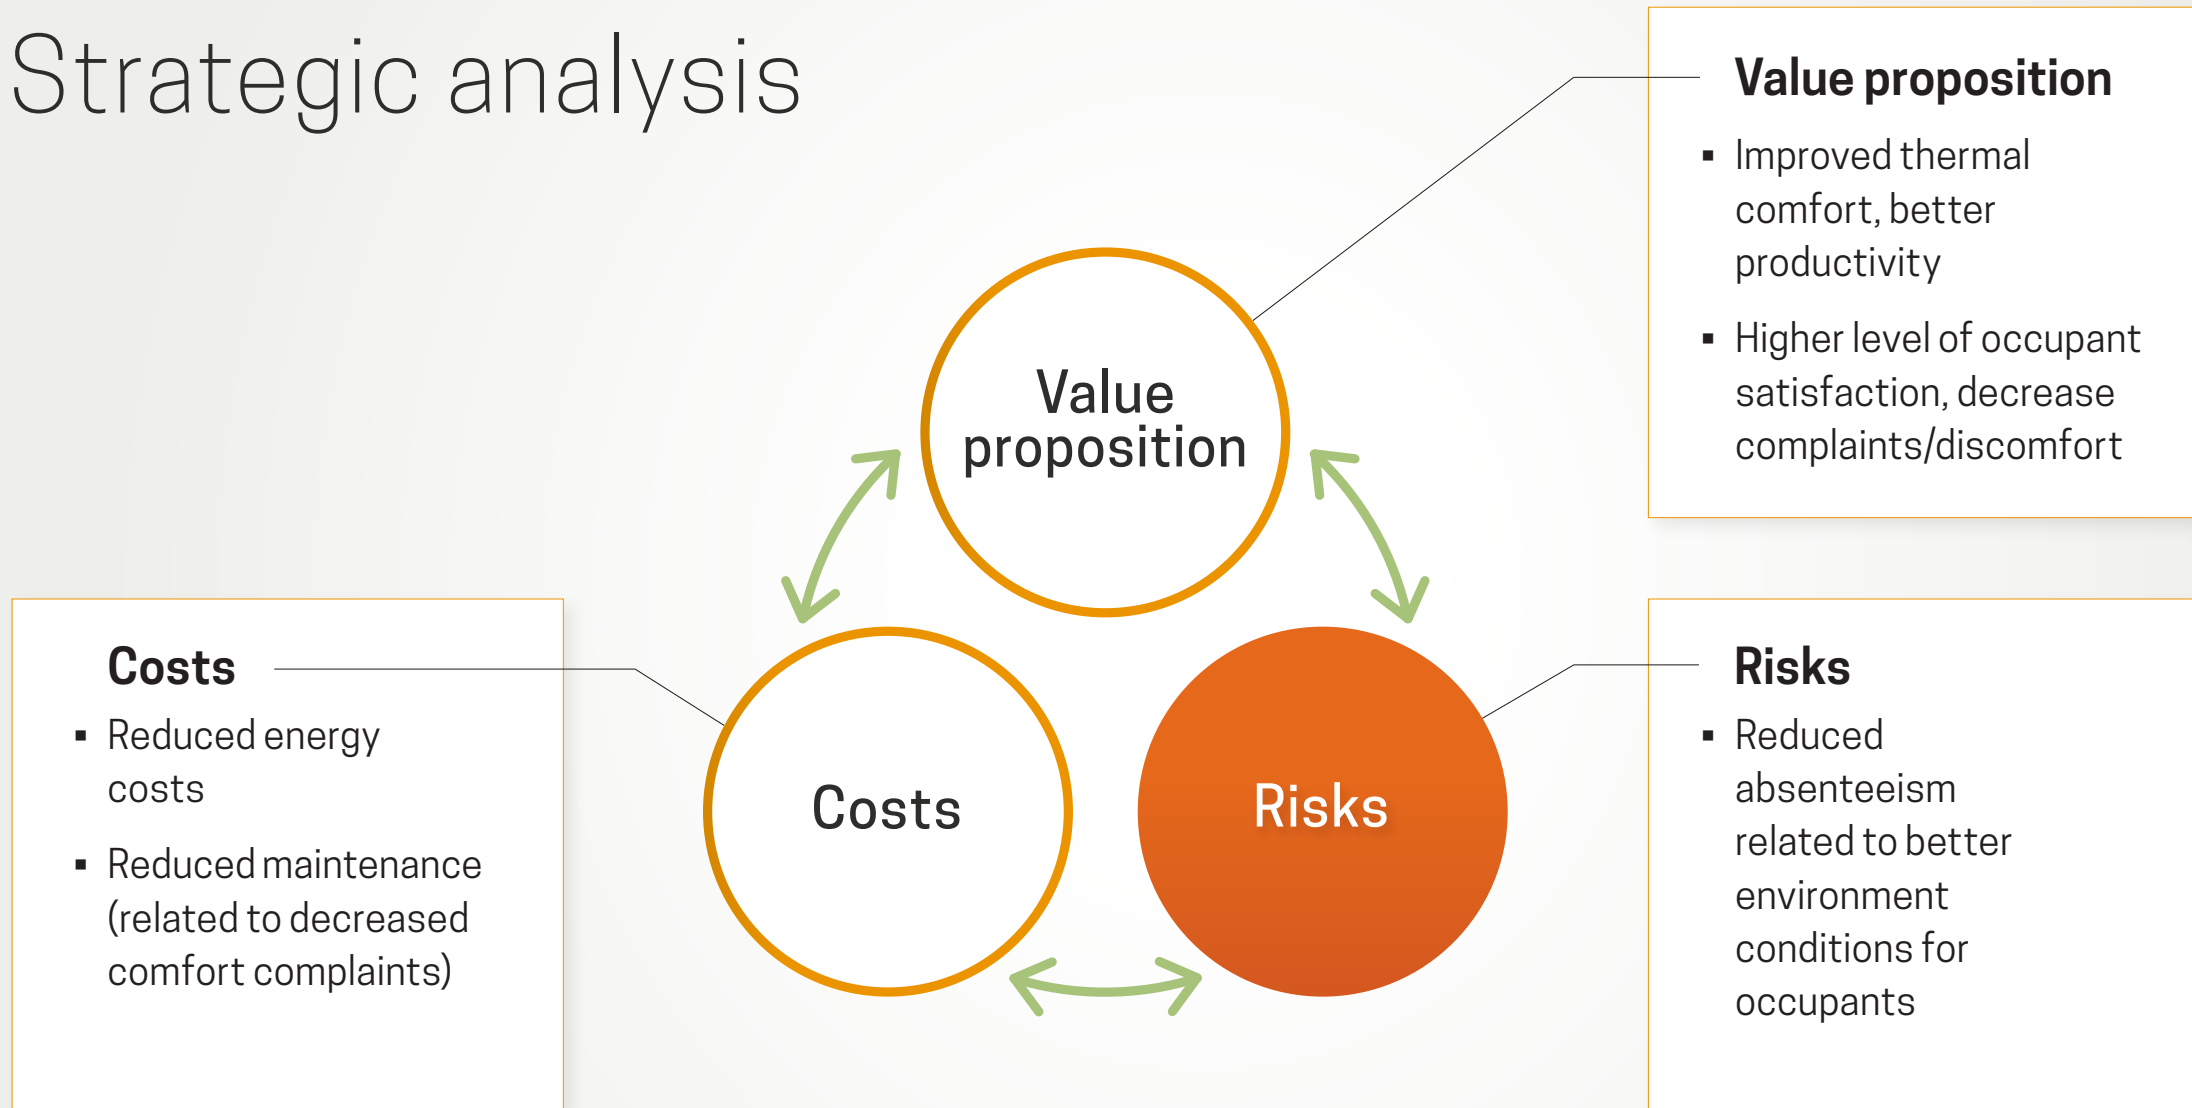 Strategic analysis
Value proposition
▪ Improved thermal
comfort, better
productivity
▪ Higher level of occupant
satisfaction, decrease
complaints/discomfort
Value
proposition
Costs
▪ Reduced energy
costs
▪ Reduced maintenance
(related to decreased
comfort complaints)
Costs
Risks
Risks
▪ Reduced
absenteeism
related to better
environment
conditions for
occupants